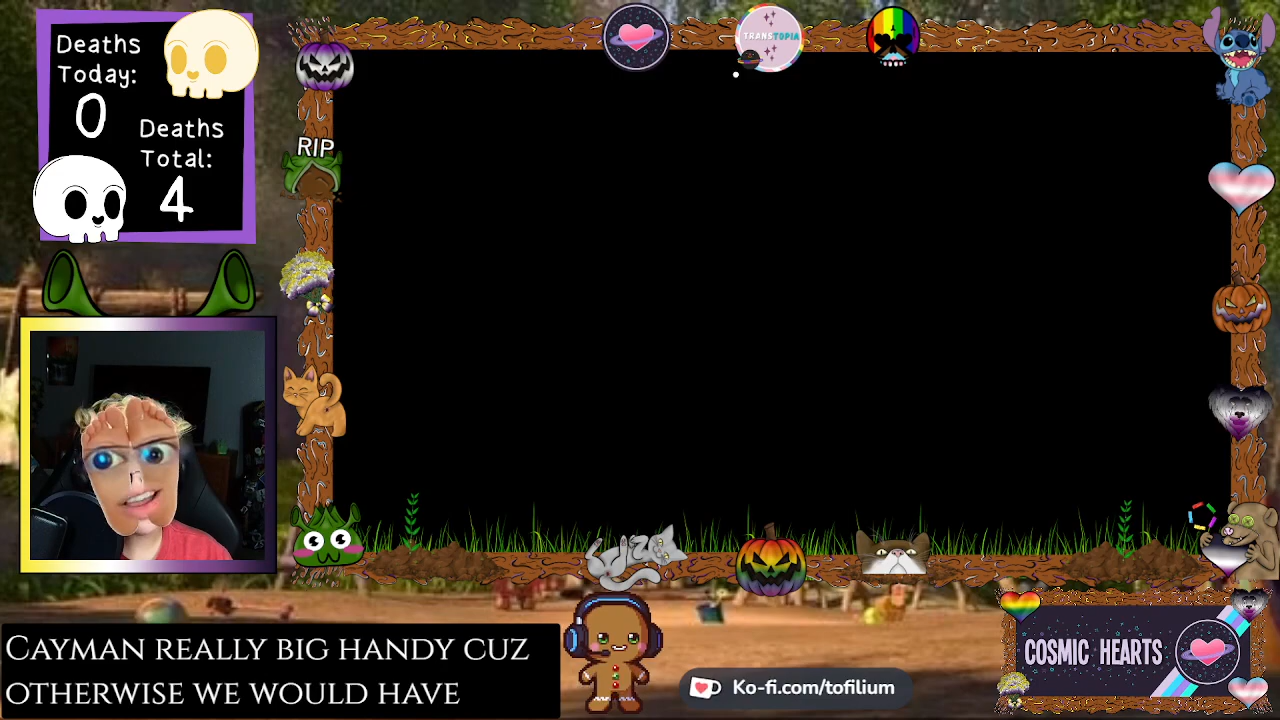 Deaths
Today:
0
Deaths
Total:
4
RIP
TRANSTOPIA
CAYMAN REALLY BIG HANDY CUZ
OTHERWISE WE WOULD HAVE
Ko-fi.com/tofilium
COSMIC HEARTS